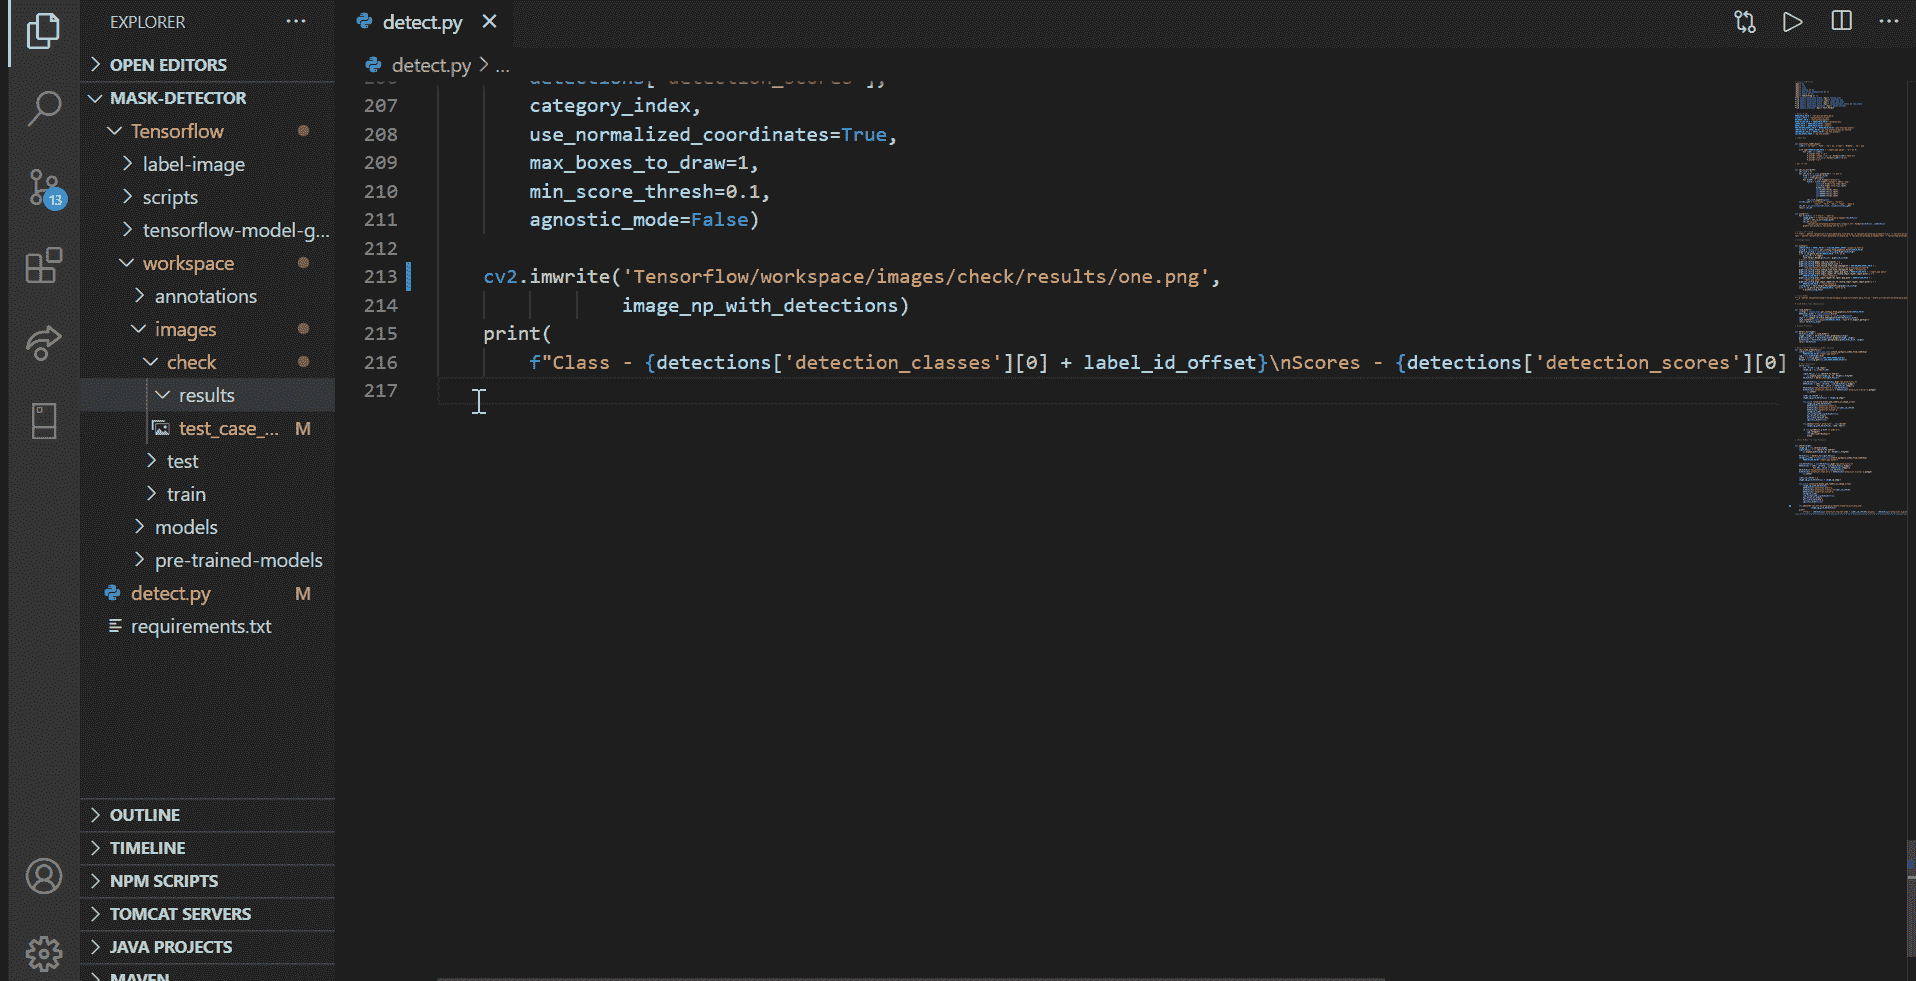 EXPLORER
OPEN EDITORS
MASK-DETECTOR
Tensorflow
label-image
scripts
13
tensorflow-model-g...
workspace
annotations
images
check
results
test_case_... M
test
train
models
pre-trained-models
detect.py M
requirements.txt
OUTLINE
TIMELINE
NPM SCRIPTS
TOMCAT SERVERS
JAVA PROJECTS
MAVEN
detect.py
detect.py > ...
206 detections['detection_scores'],
207 category_index,
208 use_normalized_coordinates=True,
209 max_boxes_to_draw=1,
210 min_score_thresh=0.1,
211 agnostic_mode=False)
212
213 cv2.imwrite('Tensorflow/workspace/images/check/results/one.png',
214 image_np_with_detections)
215 print(
216 f"Class - {detections['detection_classes'][0] + label_id_offset}\nScores - {detections['detection_scores'][0]
217